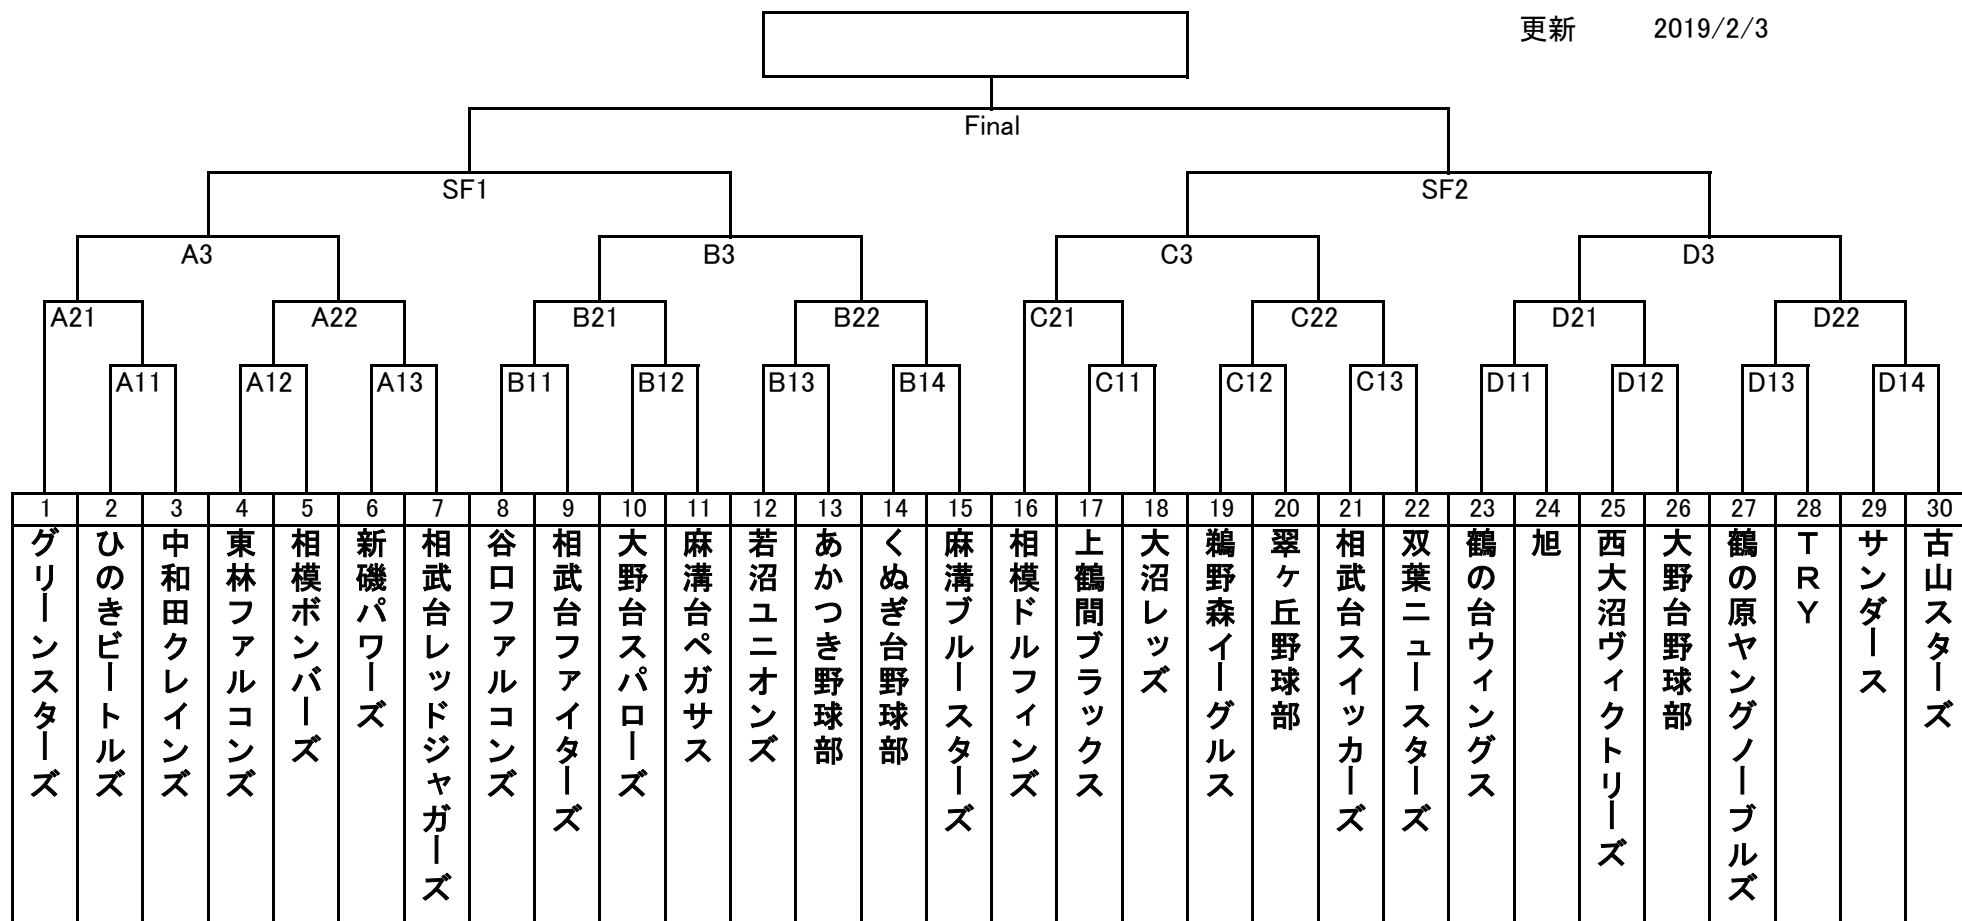 更新 2019/2/3
Final
SF1 SF2
A3 B3 C3 D3
A21 A22 B21 B22 C21 C22 D21 D22
A11 A12 A13 B11 B12 B13 B14 C11 C12 C13 D11 D12 D13 D14
1 2 3 4 5 6 7 8 9 10 11 12 13 14 15 16 17 18 19 20 21 22 23 24 25 26 27 28 29 30
グリーンスターズ
ひのきビートルズ
中和田クレインズ
東林ファルコンズ
相模ボンバーズ
新磯パワーズ
相武台レッドジャガーズ
谷口ファルコンズ
相武台ファイターズ
大野台スパローズ
麻溝台ペガサス
若沼ユニオンズ
あかつき野球部
くぬぎ台野球部
麻溝ブルースターズ
相模ドルフィンズ
上鶴間ブラックス
大沼レッズ
鵜野森イーグルス
翠ヶ丘野球部
相武台スイッカーズ
双葉ニュースターズ
鶴の台ウィングス
旭
西大沼ヴィクトリーズ
大野台野球部
鶴の原ヤングノーブルズ
TRY
サンダース
古山スターズ